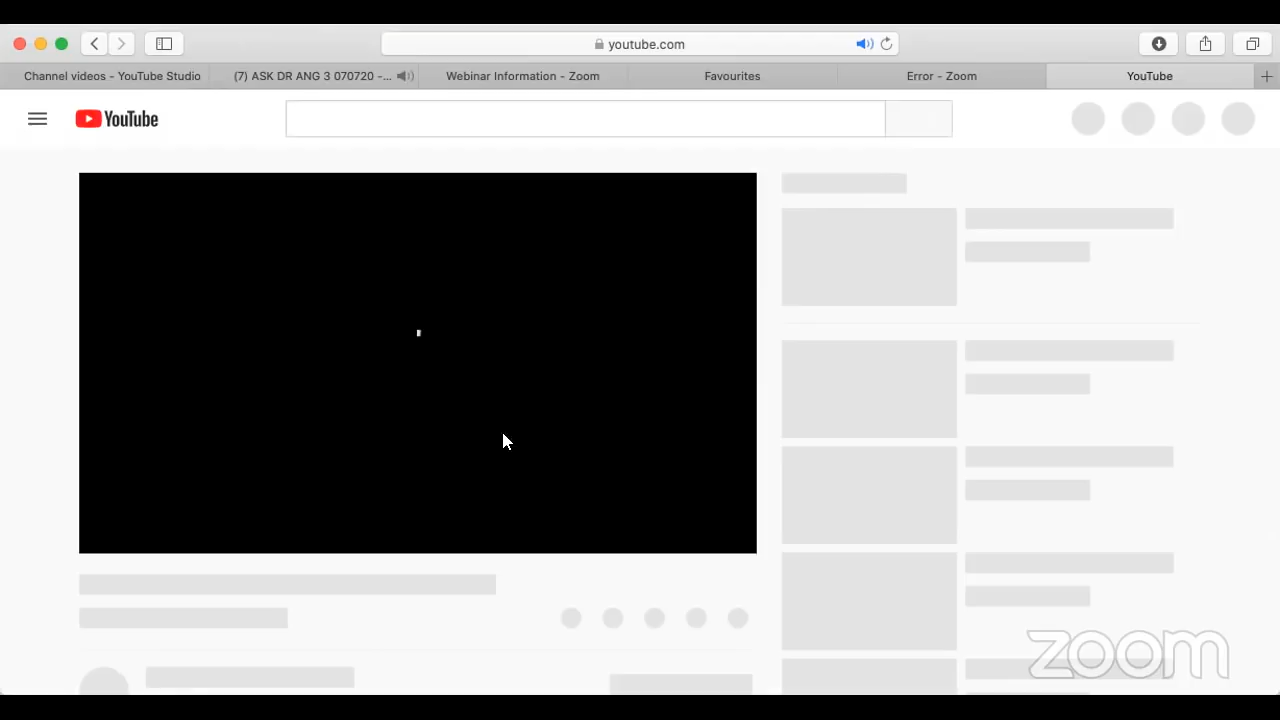 youtube.com
Channel videos - YouTube Studio
(7) ASK DR ANG 3 070720 -...
Webinar Information - Zoom
Favourites
Error - Zoom
YouTube
YouTube
zoom